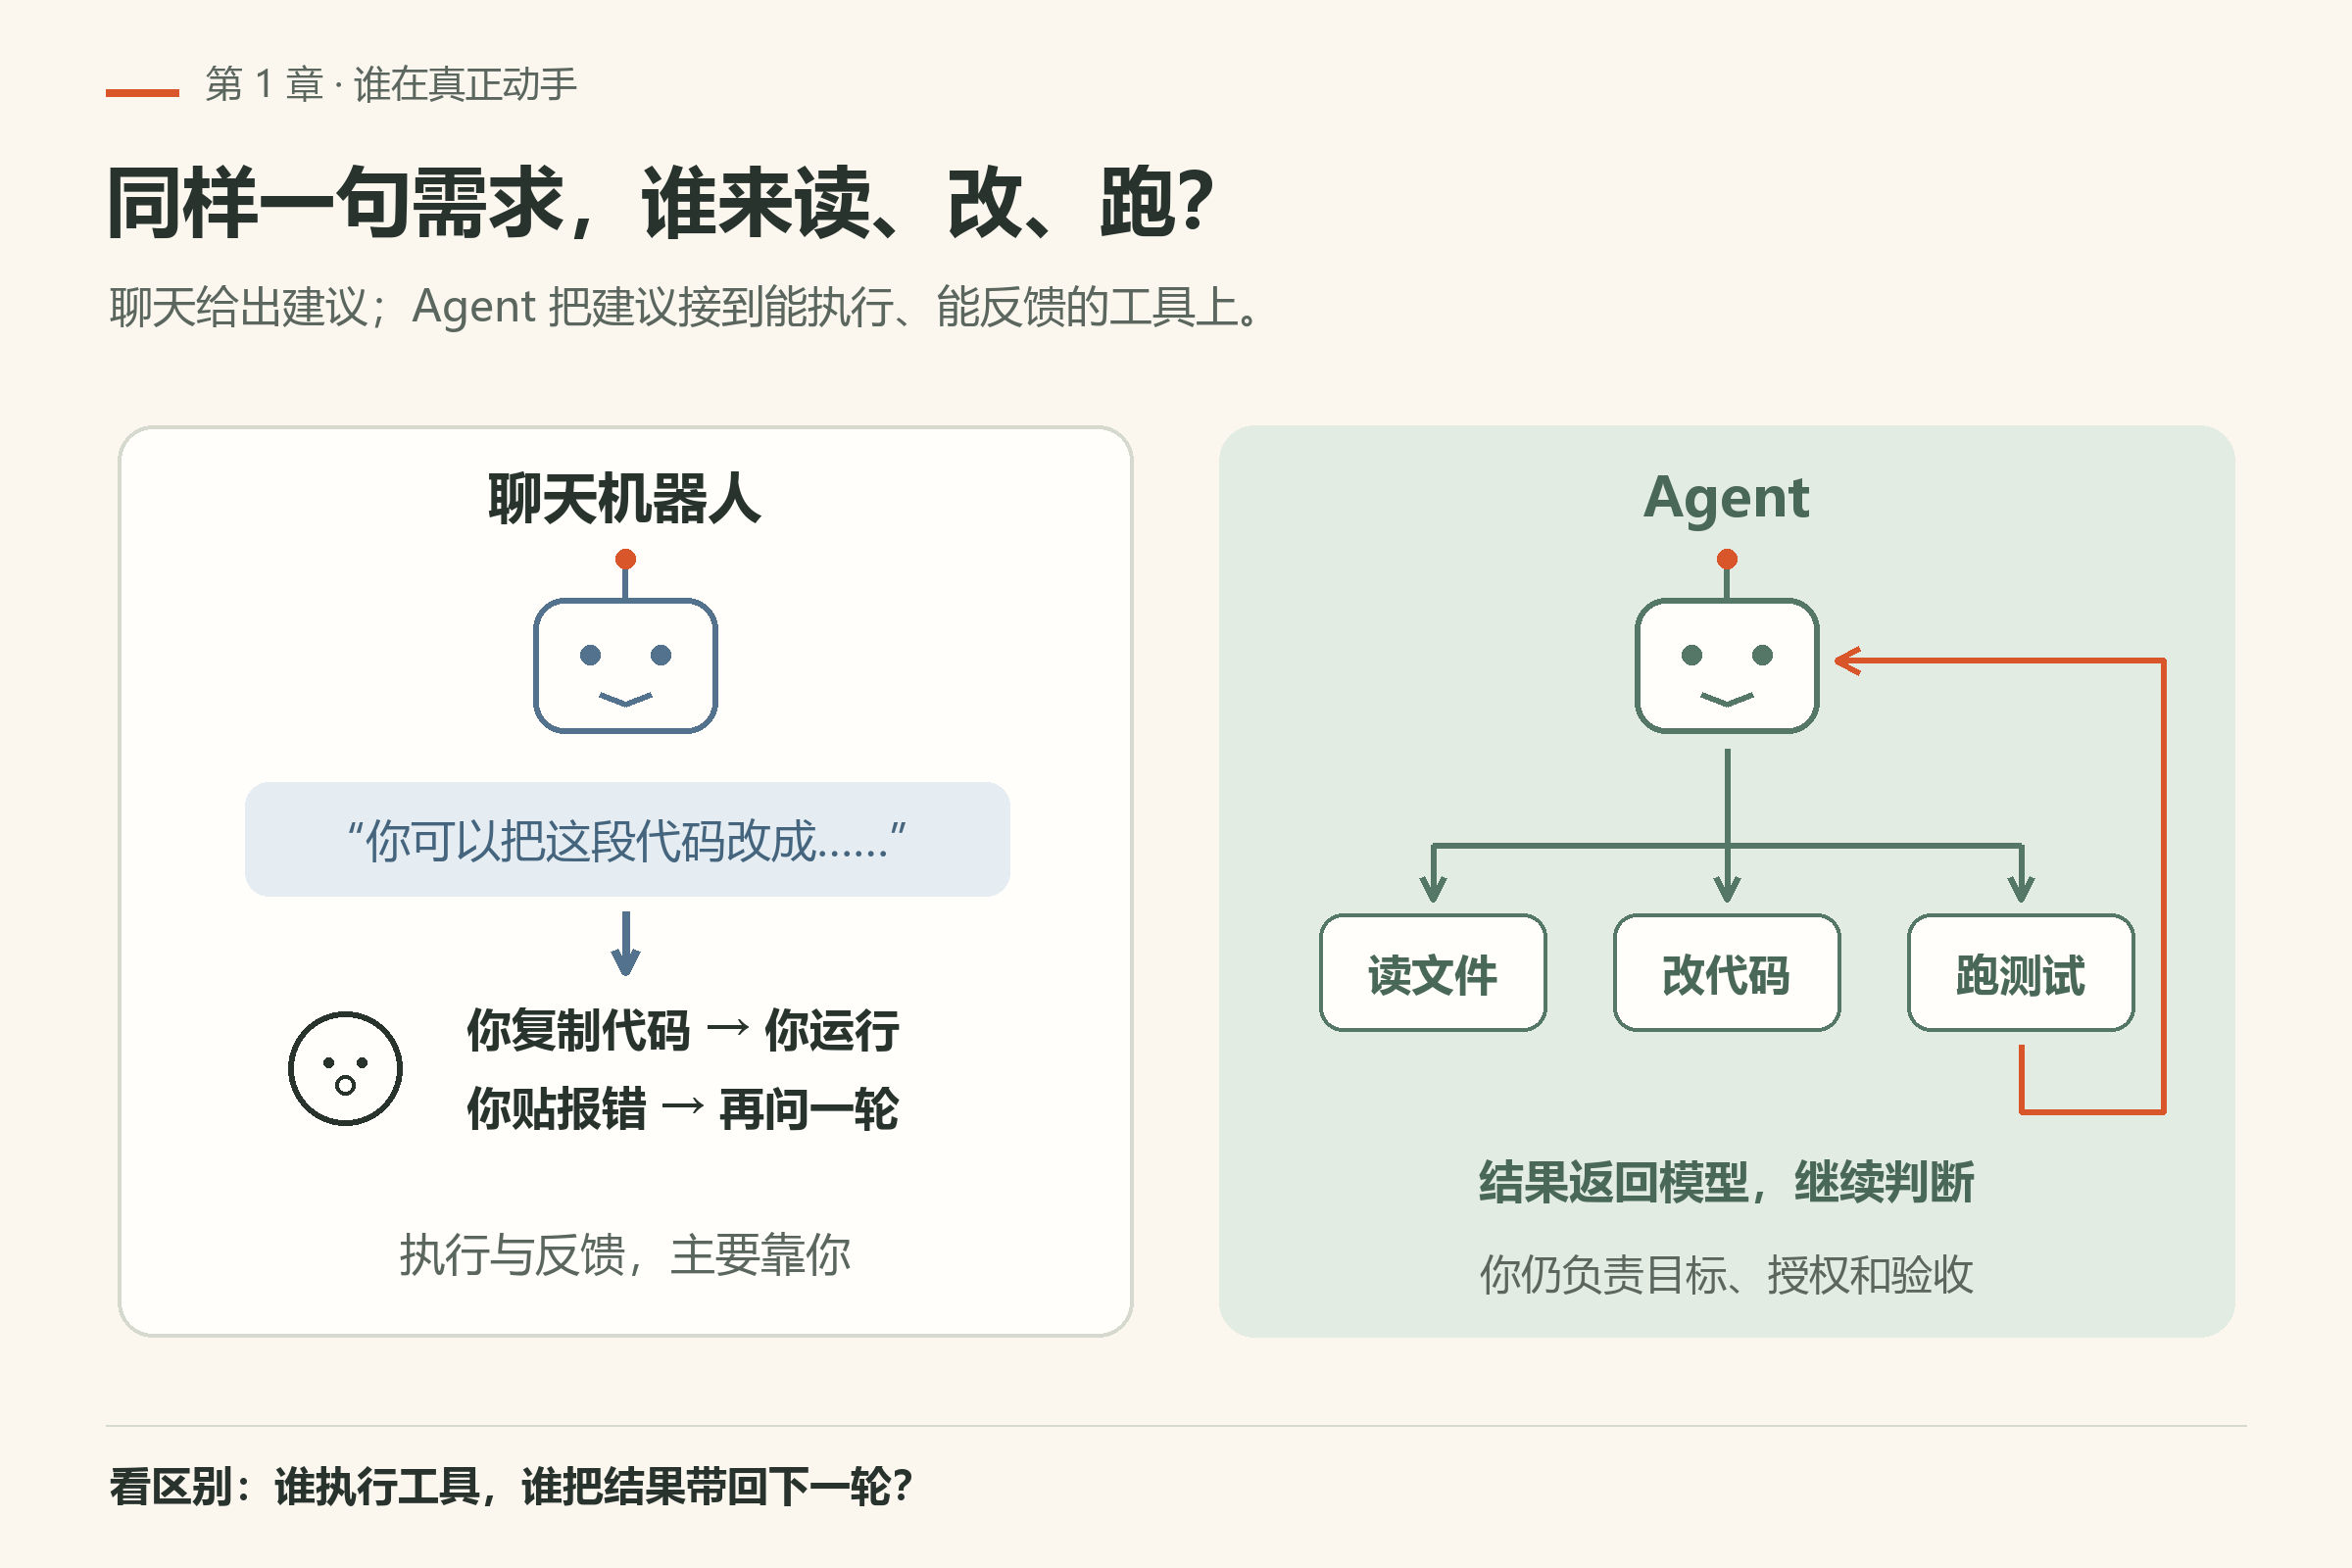 第 1 章 · 谁在真正动手
同样一句需求，谁来读、改、跑？
聊天给出建议；Agent 把建议接到能执行、能反馈的工具上。
聊天机器人
“你可以把这段代码改成……”
你复制代码 → 你运行
你贴报错 → 再问一轮
执行与反馈，主要靠你
Agent
读文件
改代码
跑测试
结果返回模型，继续判断
你仍负责目标、授权和验收
看区别：谁执行工具，谁把结果带回下一轮？